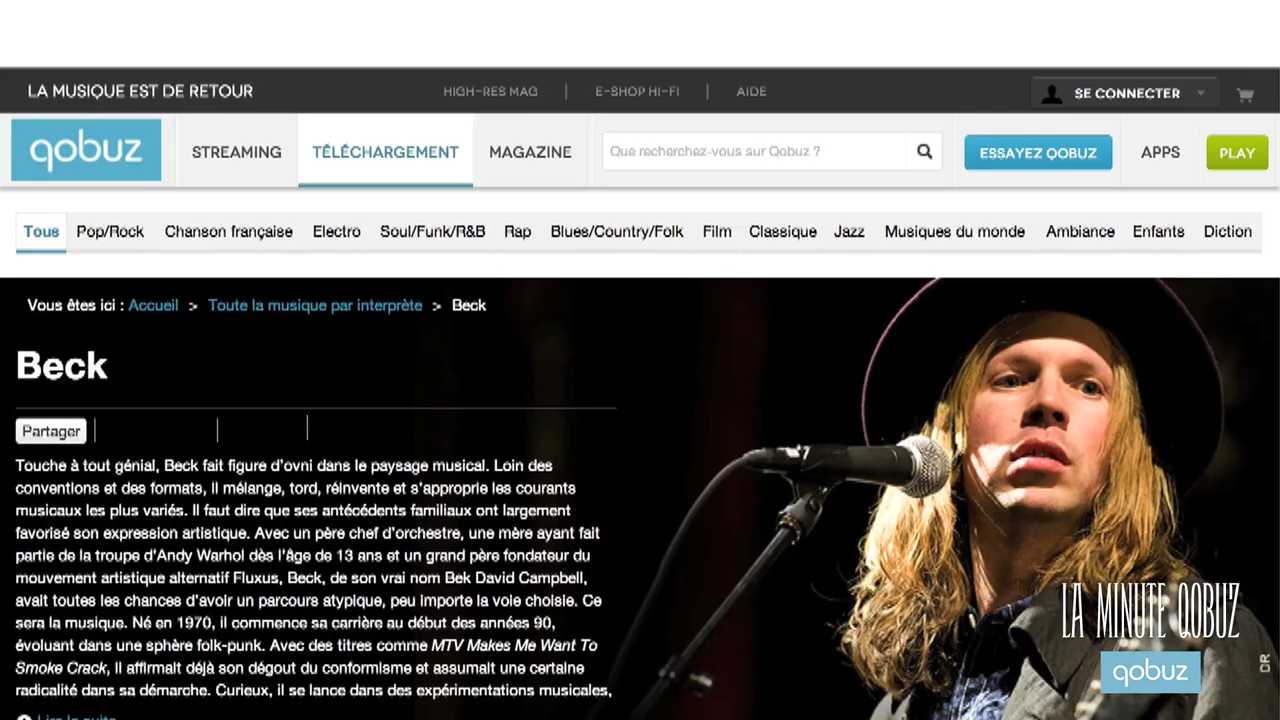 LA MUSIQUE EST DE RETOUR
HIGH-RES MAG
E-SHOP HI-FI
AIDE
SE CONNECTER
qobuz
STREAMING
TÉLÉCHARGEMENT
MAGAZINE
Que recherchez-vous sur Qobuz ?
ESSAYEZ QOBUZ
APPS
PLAY
Tous
Pop/Rock
Chanson française
Electro
Soul/Funk/R&B
Rap
Blues/Country/Folk
Film
Classique
Jazz
Musiques du monde
Ambiance
Enfants
Diction
Vous êtes ici : Accueil > Toute la musique par interprète > Beck
Beck
Partager
Touche à tout génial, Beck fait figure d'ovni dans le paysage musical. Loin des
conventions et des formats, il mélange, tord, réinvente et s'approprie les courants
musicaux les plus variés. Il faut dire que ses antécédents familiaux ont largement
favorisé son expression artistique. Avec un père chef d'orchestre, une mère ayant fait
partie de la troupe d'Andy Warhol dès l'âge de 13 ans et un grand père fondateur du
mouvement artistique alternatif Fluxus, Beck, de son vrai nom Bek David Campbell,
avait toutes les chances d'avoir un parcours atypique, peu importe la voie choisie. Ce
sera la musique. Né en 1970, il commence sa carrière au début des années 90,
évoluant dans une sphère folk-punk. Avec des titres comme MTV Makes Me Want To
Smoke Crack, il affirmait déjà son dégout du conformisme et assumait une certaine
radicalité dans sa démarche. Curieux, il se lance dans des expérimentations musicales,
Lire la suite
LA MINUTE QOBUZ
qobuz
DR